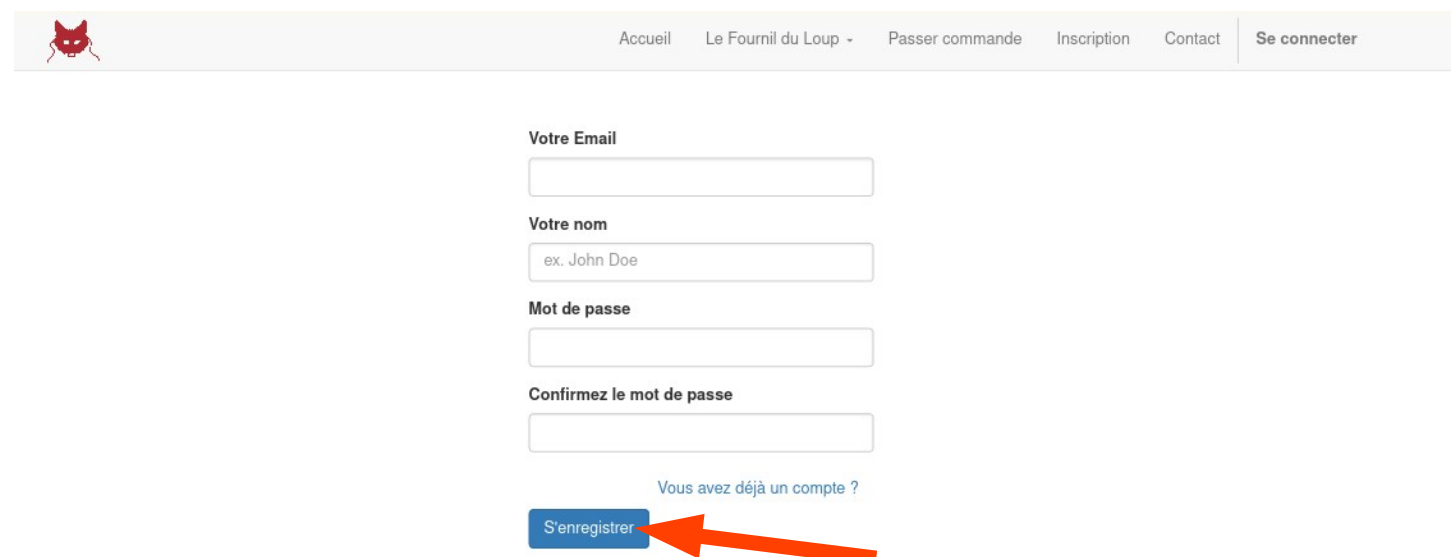 Accueil Le Fournil du Loup Passer commande Inscription Contact Se connecter
Votre Email
Votre nom
ex. John Doe
Mot de passe
Confirmez le mot de passe
Vous avez déjà un compte ?
S'enregistrer